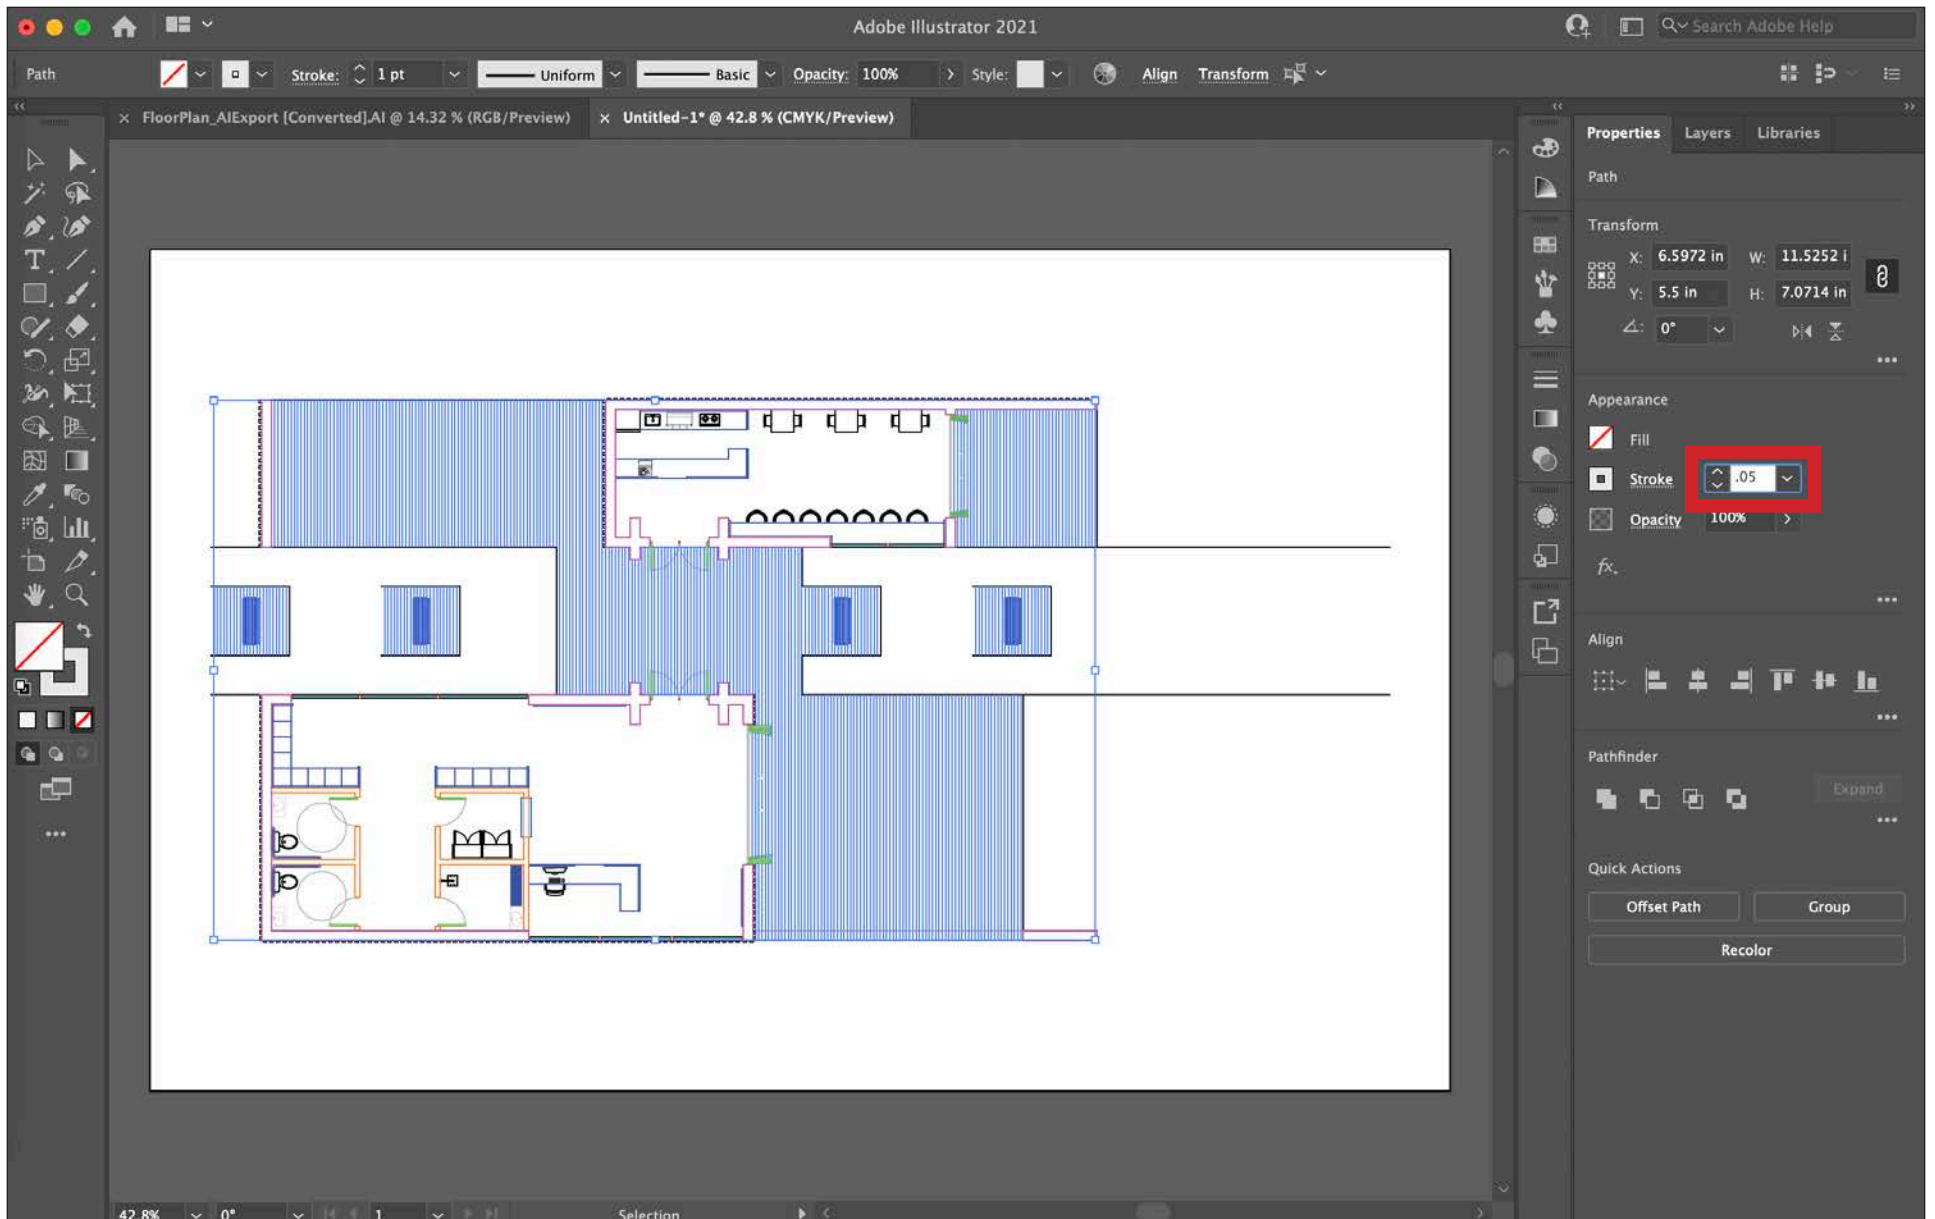 Adobe Illustrator 2021
Search Adobe Help
Path
Stroke:
1 pt
Uniform
Basic
Opacity:
100%
Style:
Align
Transform
FloorPlan_AIExport [Converted].AI @ 14.32 % (RGB/Preview)
Untitled-1* @ 42.8 % (CMYK/Preview)
Properties
Layers
Libraries
Path
Transform
X: 6.5972 in
W: 11.5252 i
Y: 5.5 in
H: 7.0714 in
0°
Appearance
Fill
Stroke
.05
Opacity
100%
fx.
Align
Pathfinder
Expand
Quick Actions
Offset Path
Group
Recolor
42.8%
0°
1
Selection